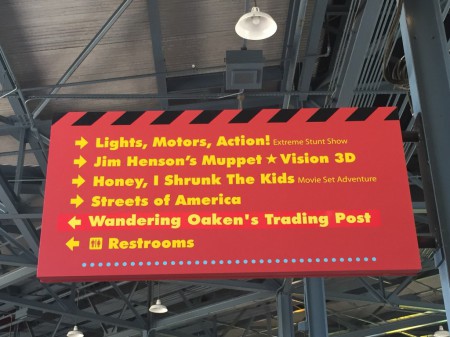 Lights, Motors, Action! Extreme Stunt Show
Jim Henson's Muppet ★ Vision 3D
Honey, I Shrunk The Kids Movie Set Adventure
Streets of America
Wandering Oaken's Trading Post
Restrooms